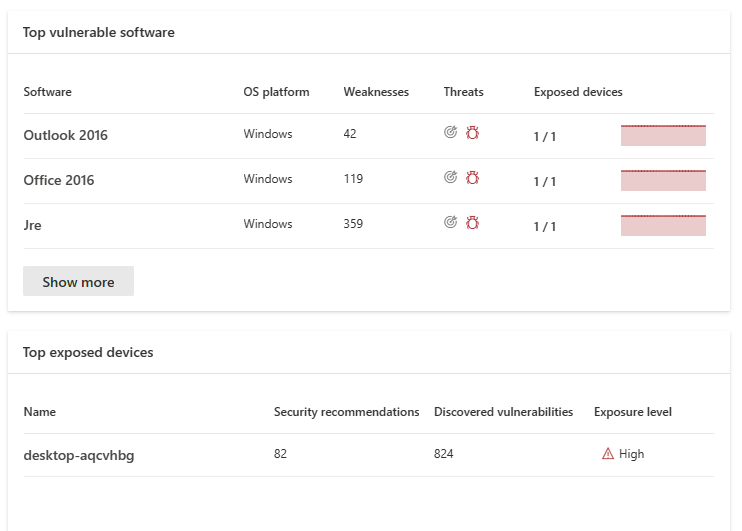 Top vulnerable software
Software OS platform Weaknesses Threats Exposed devices
Outlook 2016 Windows 42 1 / 1
Office 2016 Windows 119 1 / 1
Jre Windows 359 1 / 1
Show more
Top exposed devices
Name Security recommendations Discovered vulnerabilities Exposure level
desktop-aqcvhbg 82 824 High